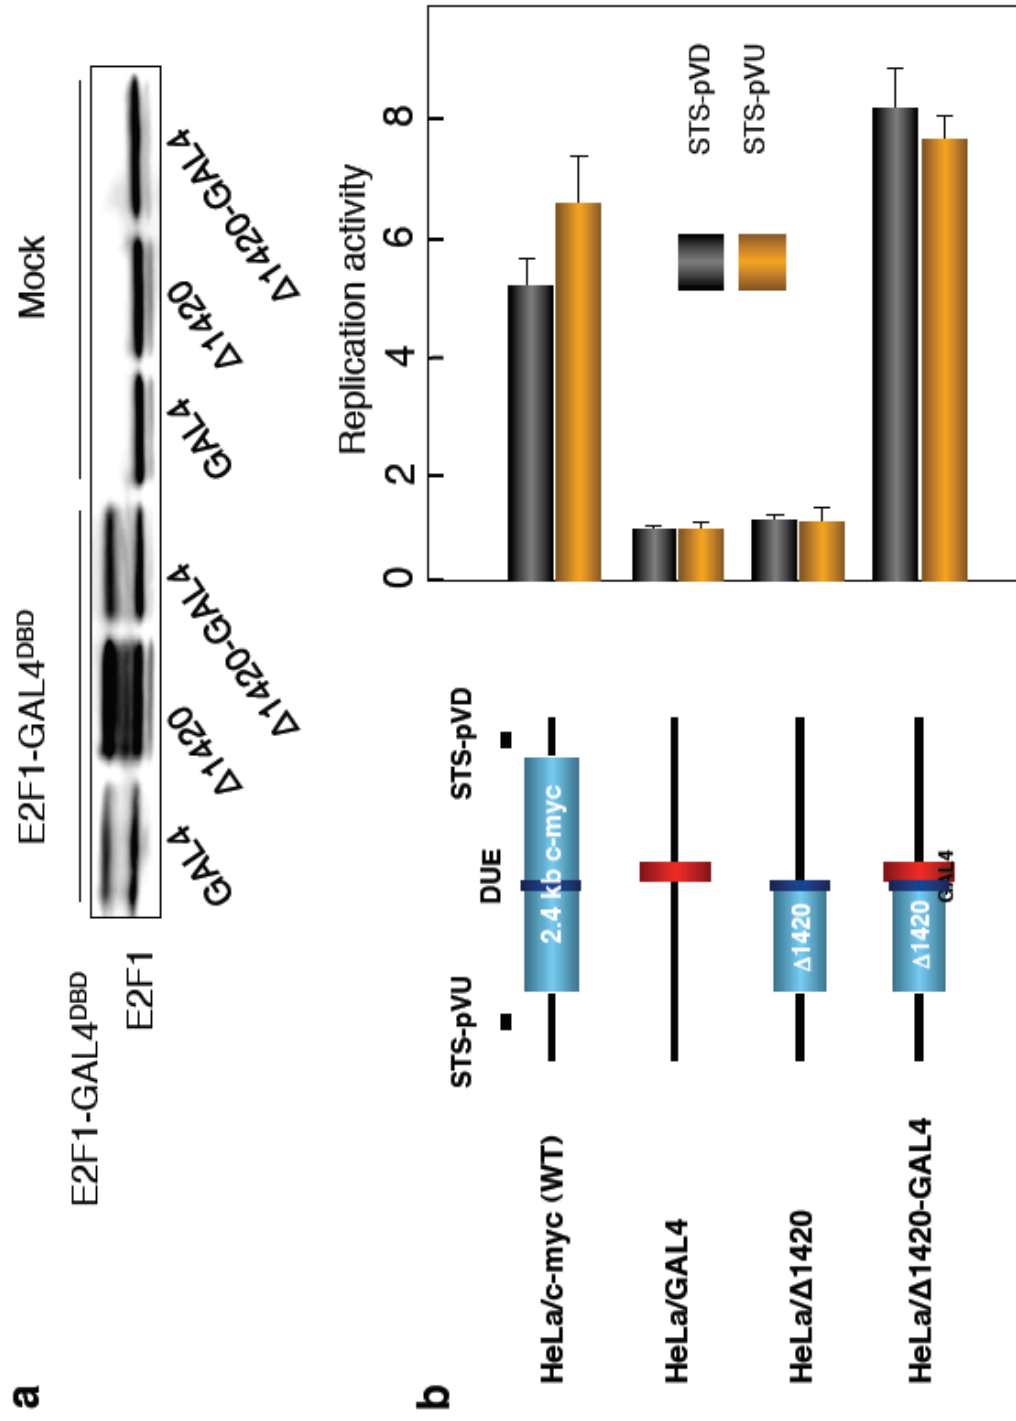 a
E2F1-GAL4DBD
Mock
E2F1-GAL4DBD
E2F1
GAL4
Δ1420
Δ1420-GAL4
GAL4
Δ1420
Δ1420-GAL4
b
Replication activity
0 2 4 6 8
STS-pVU
DUE
STS-pVD
HeLa/c-myc (WT)
2.4 kb c-myc
HeLa/GAL4
HeLa/Δ1420
Δ1420
HeLa/Δ1420-GAL4
Δ1420
GAL4
STS-pVD
STS-pVU